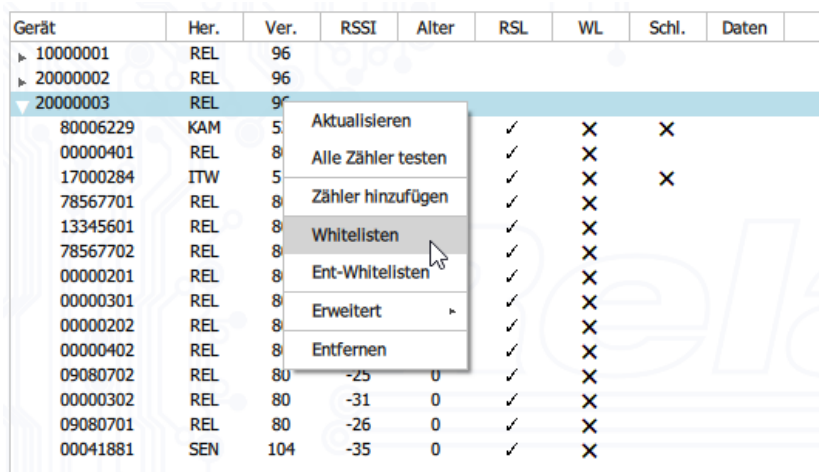 Gerät Her. Ver. RSSI Alter RSL WL Schl. Daten
10000001 REL 96
20000002 REL 96
20000003 REL
80006229 KAM
00000401 REL
17000284 ITW
78567701 REL
13345601 REL
78567702 REL
00000201 REL
00000301 REL
00000202 REL
00000402 REL
09080702 REL 80 -25 0
00000302 REL 80 -31 0
09080701 REL 80 -26 0
00041881 SEN 104 -35 0
Aktualisieren
Alle Zähler testen
Zähler hinzufügen
Whitelisten
Ent-Whitelisten
Erweitert
Entfernen